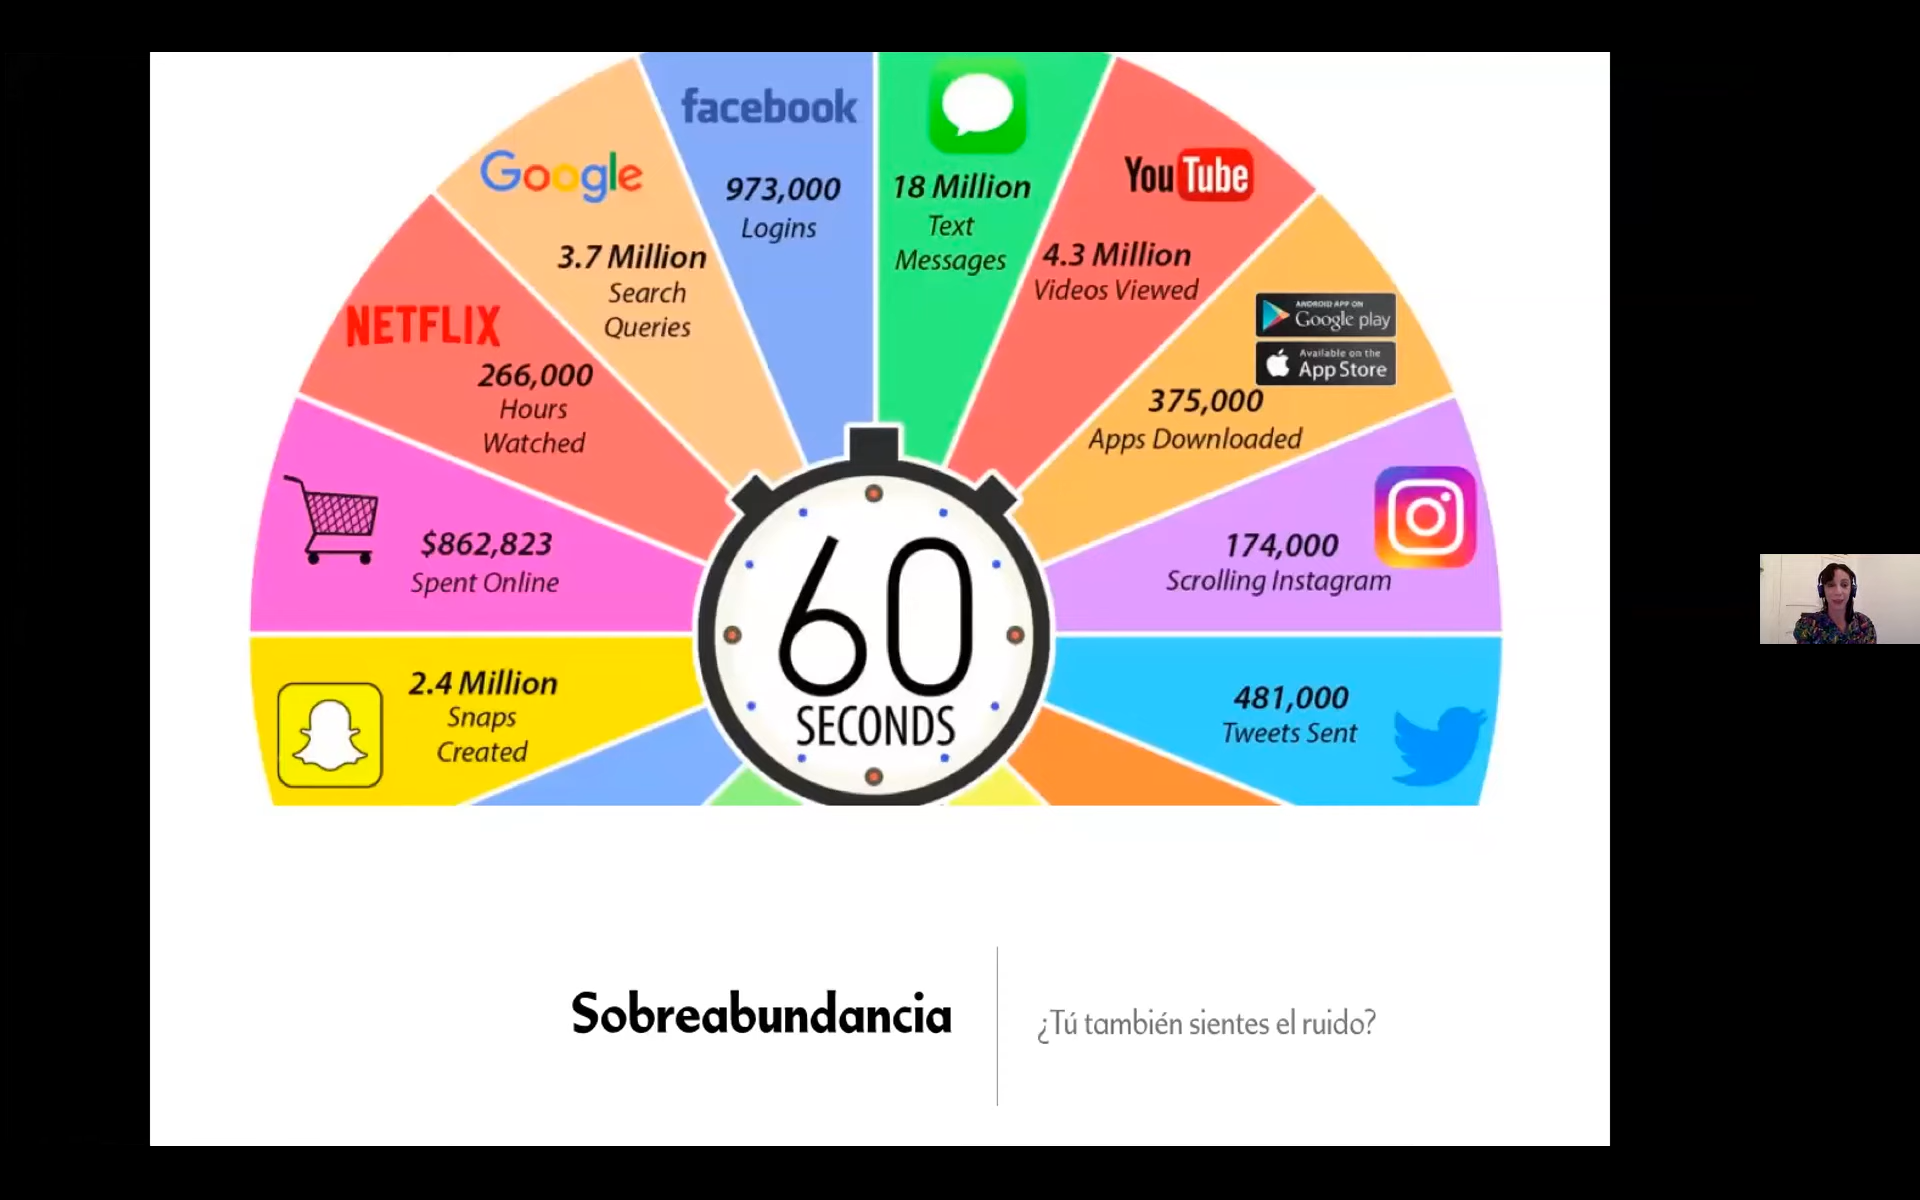 facebook
973,000
Logins
18 Million
Text
Messages
YouTube
4.3 Million
Videos Viewed
ANDROID APP ON
Google play
Available on the
App Store
375,000
Apps Downloaded
174,000
Scrolling Instagram
481,000
Tweets Sent
Google
3.7 Million
Search
Queries
NETFLIX
266,000
Hours
Watched
$862,823
Spent Online
2.4 Million
Snaps
Created
60
SECONDS
Sobreabundancia
¿Tú también sientes el ruido?